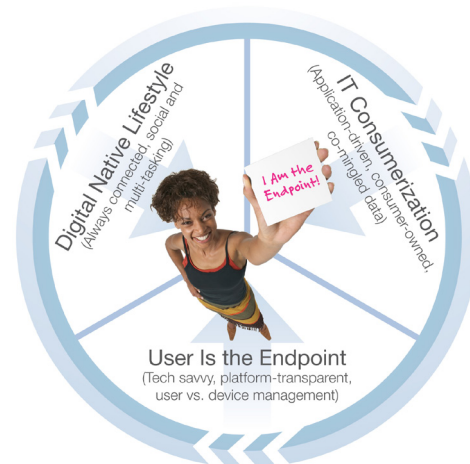 Digital Native Lifestyle
(Always connected, social and
multi-tasking)
IT Consumerization
(Application-driven, consumer-owned,
co-mingled data)
I Am the
Endpoint!
User Is the Endpoint
(Tech savvy, platform-transparent,
user vs. device management)